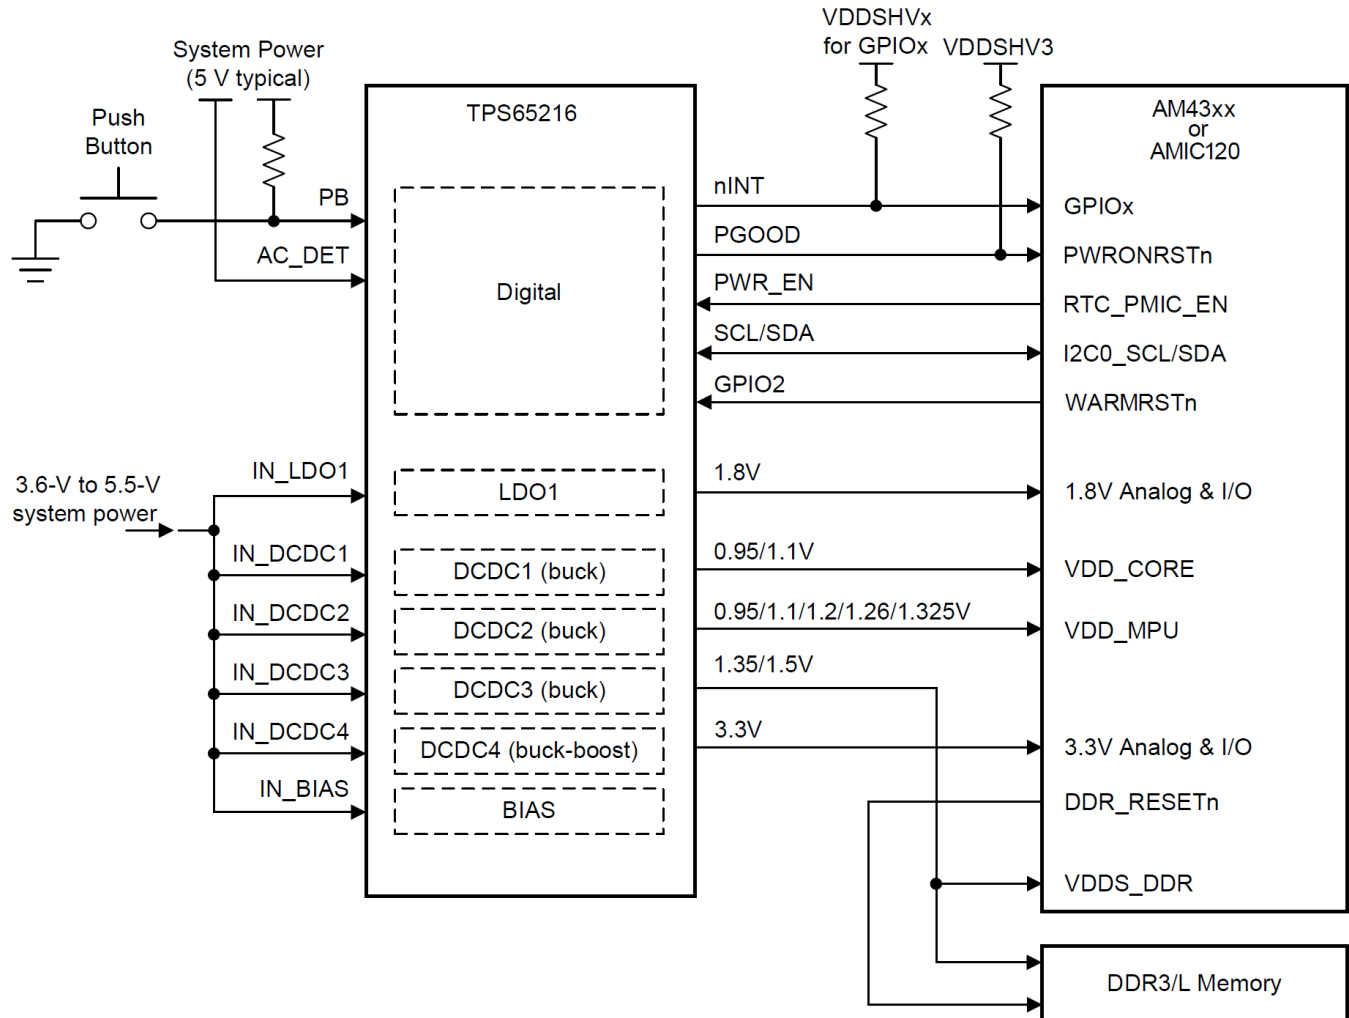 VDDSHVx
for GPIOx
VDDSHV3
System Power
(5 V typical)
Push
Button
TPS65216
AM43xx
or
AMIC120
PB
AC_DET
Digital
nINT
PGOOD
PWR_EN
SCL/SDA
GPIO2
GPIOx
PWRONRSTn
RTC_PMIC_EN
I2C0_SCL/SDA
WARMRSTn
3.6-V to 5.5-V
system power
IN_LDO1
IN_DCDC1
IN_DCDC2
IN_DCDC3
IN_DCDC4
IN_BIAS
LDO1
DCDC1 (buck)
DCDC2 (buck)
DCDC3 (buck)
DCDC4 (buck-boost)
BIAS
1.8V
0.95/1.1V
0.95/1.1/1.2/1.26/1.325V
1.35/1.5V
3.3V
1.8V Analog & I/O
VDD_CORE
VDD_MPU
3.3V Analog & I/O
DDR_RESETn
VDDS_DDR
DDR3/L Memory